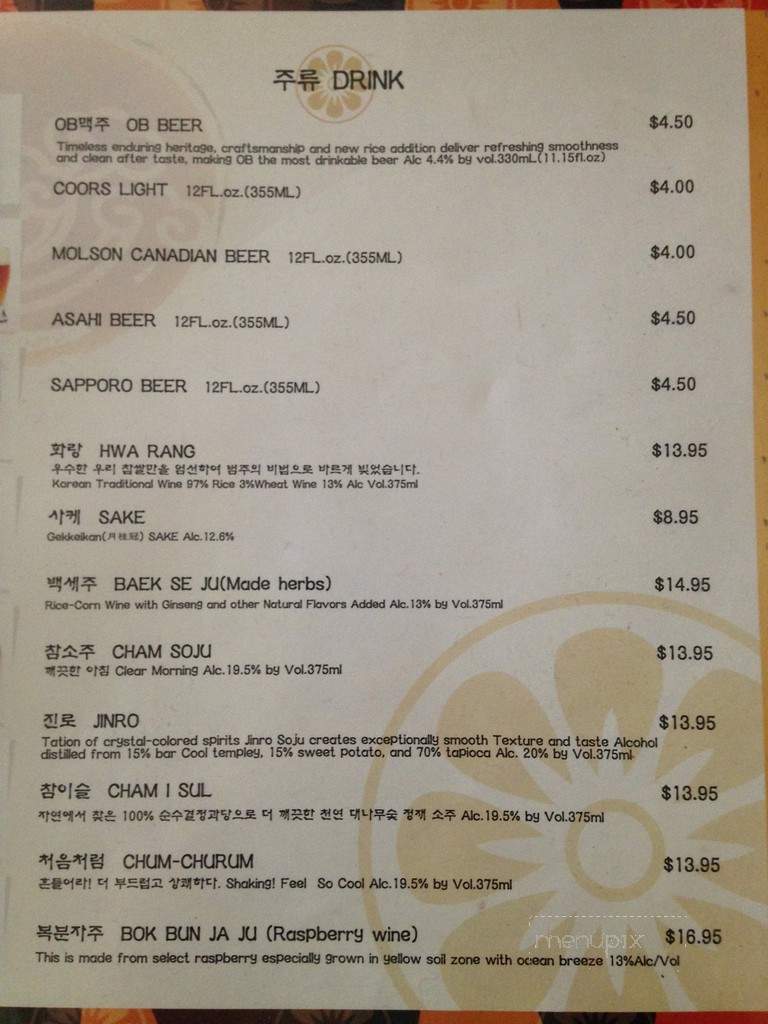 주류 DRINK
OB맥주 OB BEER $4.50
Timeless enduring heritage, craftsmanship and new rice addition deliver refreshing smoothness
and clean after taste, making OB the most drinkable beer Alc 4.4% by vol.330mL(11.15fl.oz)
COORS LIGHT 12FL.oz.(355ML) $4.00
MOLSON CANADIAN BEER 12FL.oz.(355ML) $4.00
ASAHI BEER 12FL.oz.(355ML) $4.50
SAPPORO BEER 12FL.oz.(355ML) $4.50
화랑 HWA RANG $13.95
우수한 우리 찹쌀만을 엄선하여 범주의 비법으로 바르게 빚었습니다.
Korean Traditional Wine 97% Rice 3%Wheat Wine 13% Alc Vol.375ml
사케 SAKE $8.95
Gekkeikan(月桂冠) SAKE Alc.12.6%
백세주 BAEK SE JU(Made herbs) $14.95
Rice-Corn Wine with Ginseng and other Natural Flavors Added Alc.13% by Vol.375ml
참소주 CHAM SOJU $13.95
깨끗한 아침 Clear Morning Alc.19.5% by Vol.375ml
진로 JINRO $13.95
Tation of crystal-colored spirits Jinro Soju creates exceptionally smooth Texture and taste Alcohol
distilled from 15% bar Cool templey, 15% sweet potato, and 70% tapioca Alc. 20% by Vol.375ml
참이슬 CHAM I SUL $13.95
자연에서 찾은 100% 순수결정과당으로 더 깨끗한 천연 대나무숯 정재 소주 Alc.19.5% by Vol.375ml
처음처럼 CHUM-CHURUM $13.95
흔들어라! 더 부드럽고 상쾌하다. Shaking! Feel So Cool Alc.19.5% by Vol.375ml
복분자주 BOK BUN JA JU (Raspberry wine) $16.95
menupix
This is made from select raspberry especially grown in yellow soil zone with ocean breeze 13%Alc/Vol